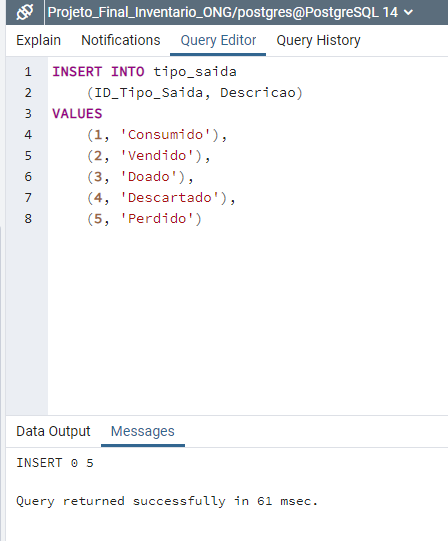 Projeto_Final_Inventario_ONG/postgres@PostgreSQL 14
Explain Notifications Query Editor Query History
1 INSERT INTO tipo_saida
2 (ID_Tipo_Saida, Descricao)
3 VALUES
4 (1, 'Consumido'),
5 (2, 'Vendido'),
6 (3, 'Doado'),
7 (4, 'Descartado'),
8 (5, 'Perdido')
Data Output Messages
INSERT 0 5
Query returned successfully in 61 msec.